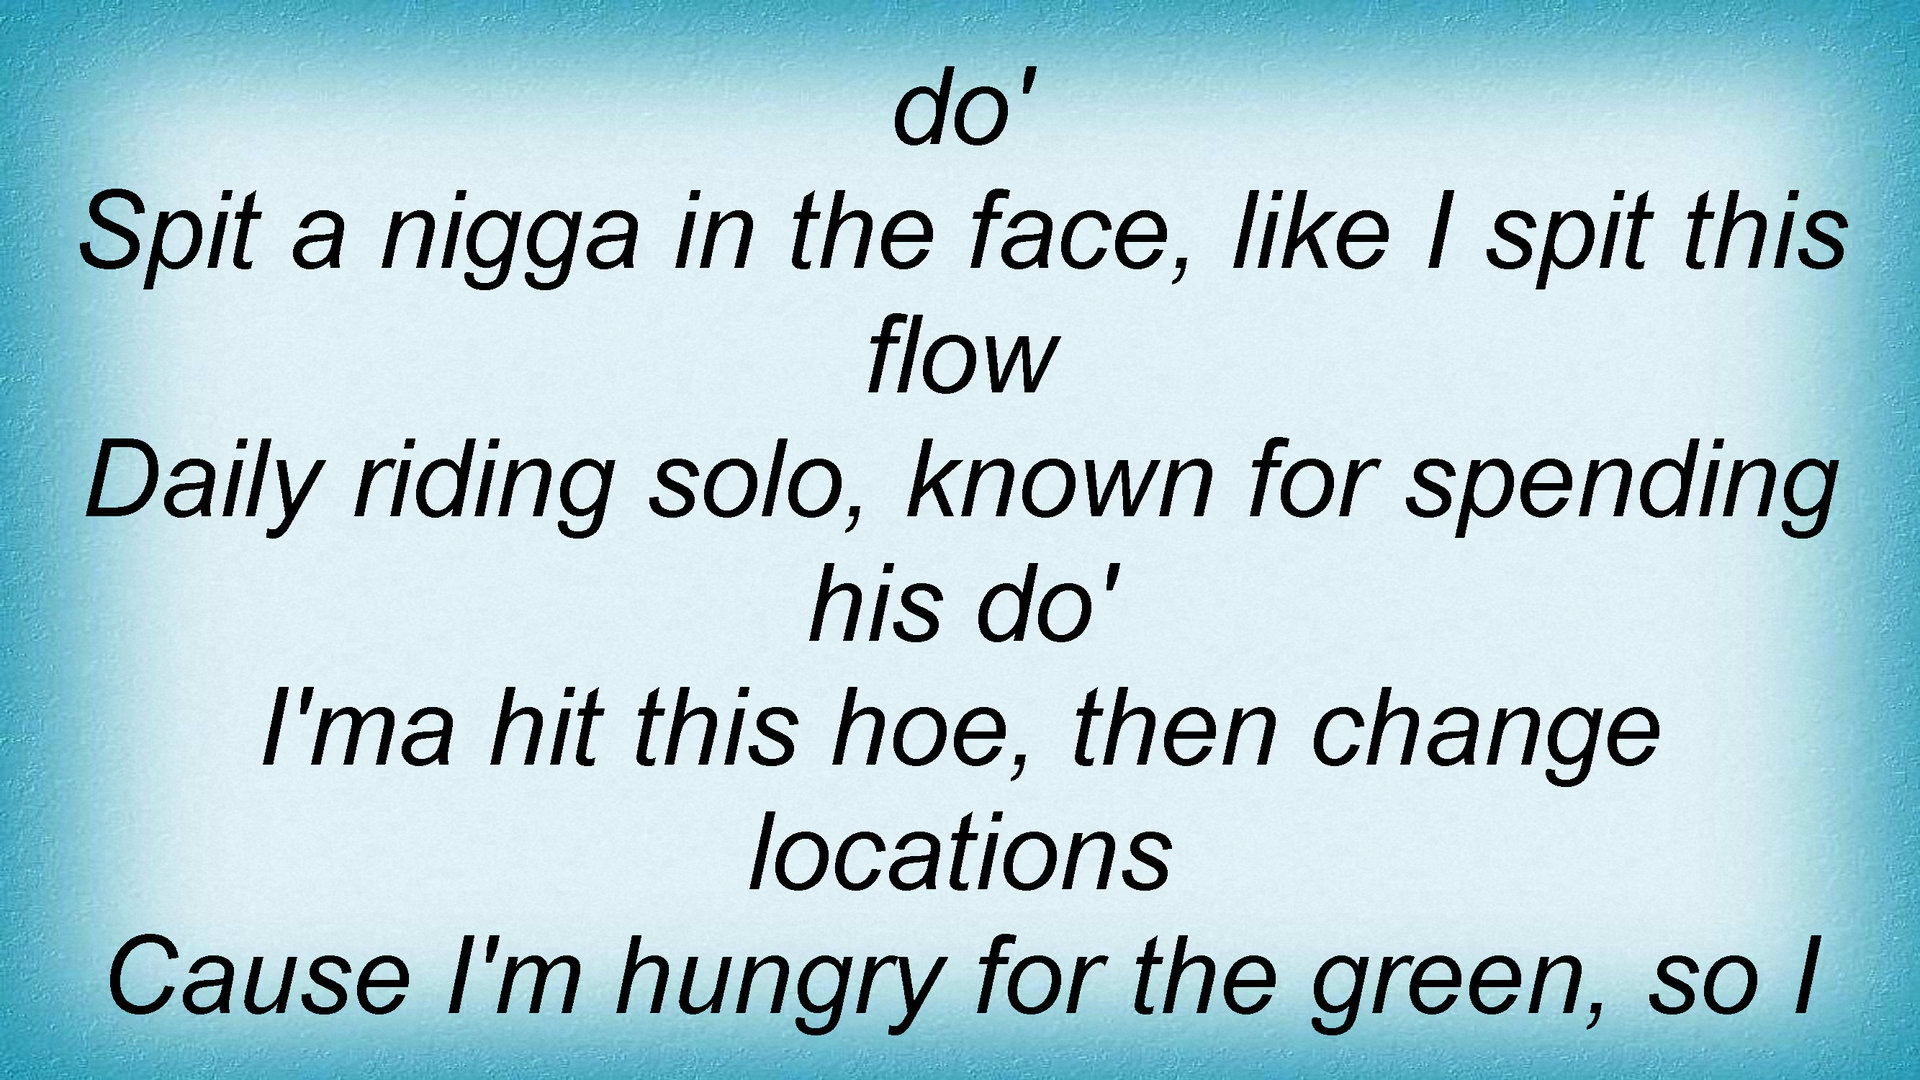 do'
Spit a nigga in the face, like I spit this
flow
Daily riding solo, known for spending
his do'
I'ma hit this hoe, then change
locations
Cause I'm hungry for the green, so I